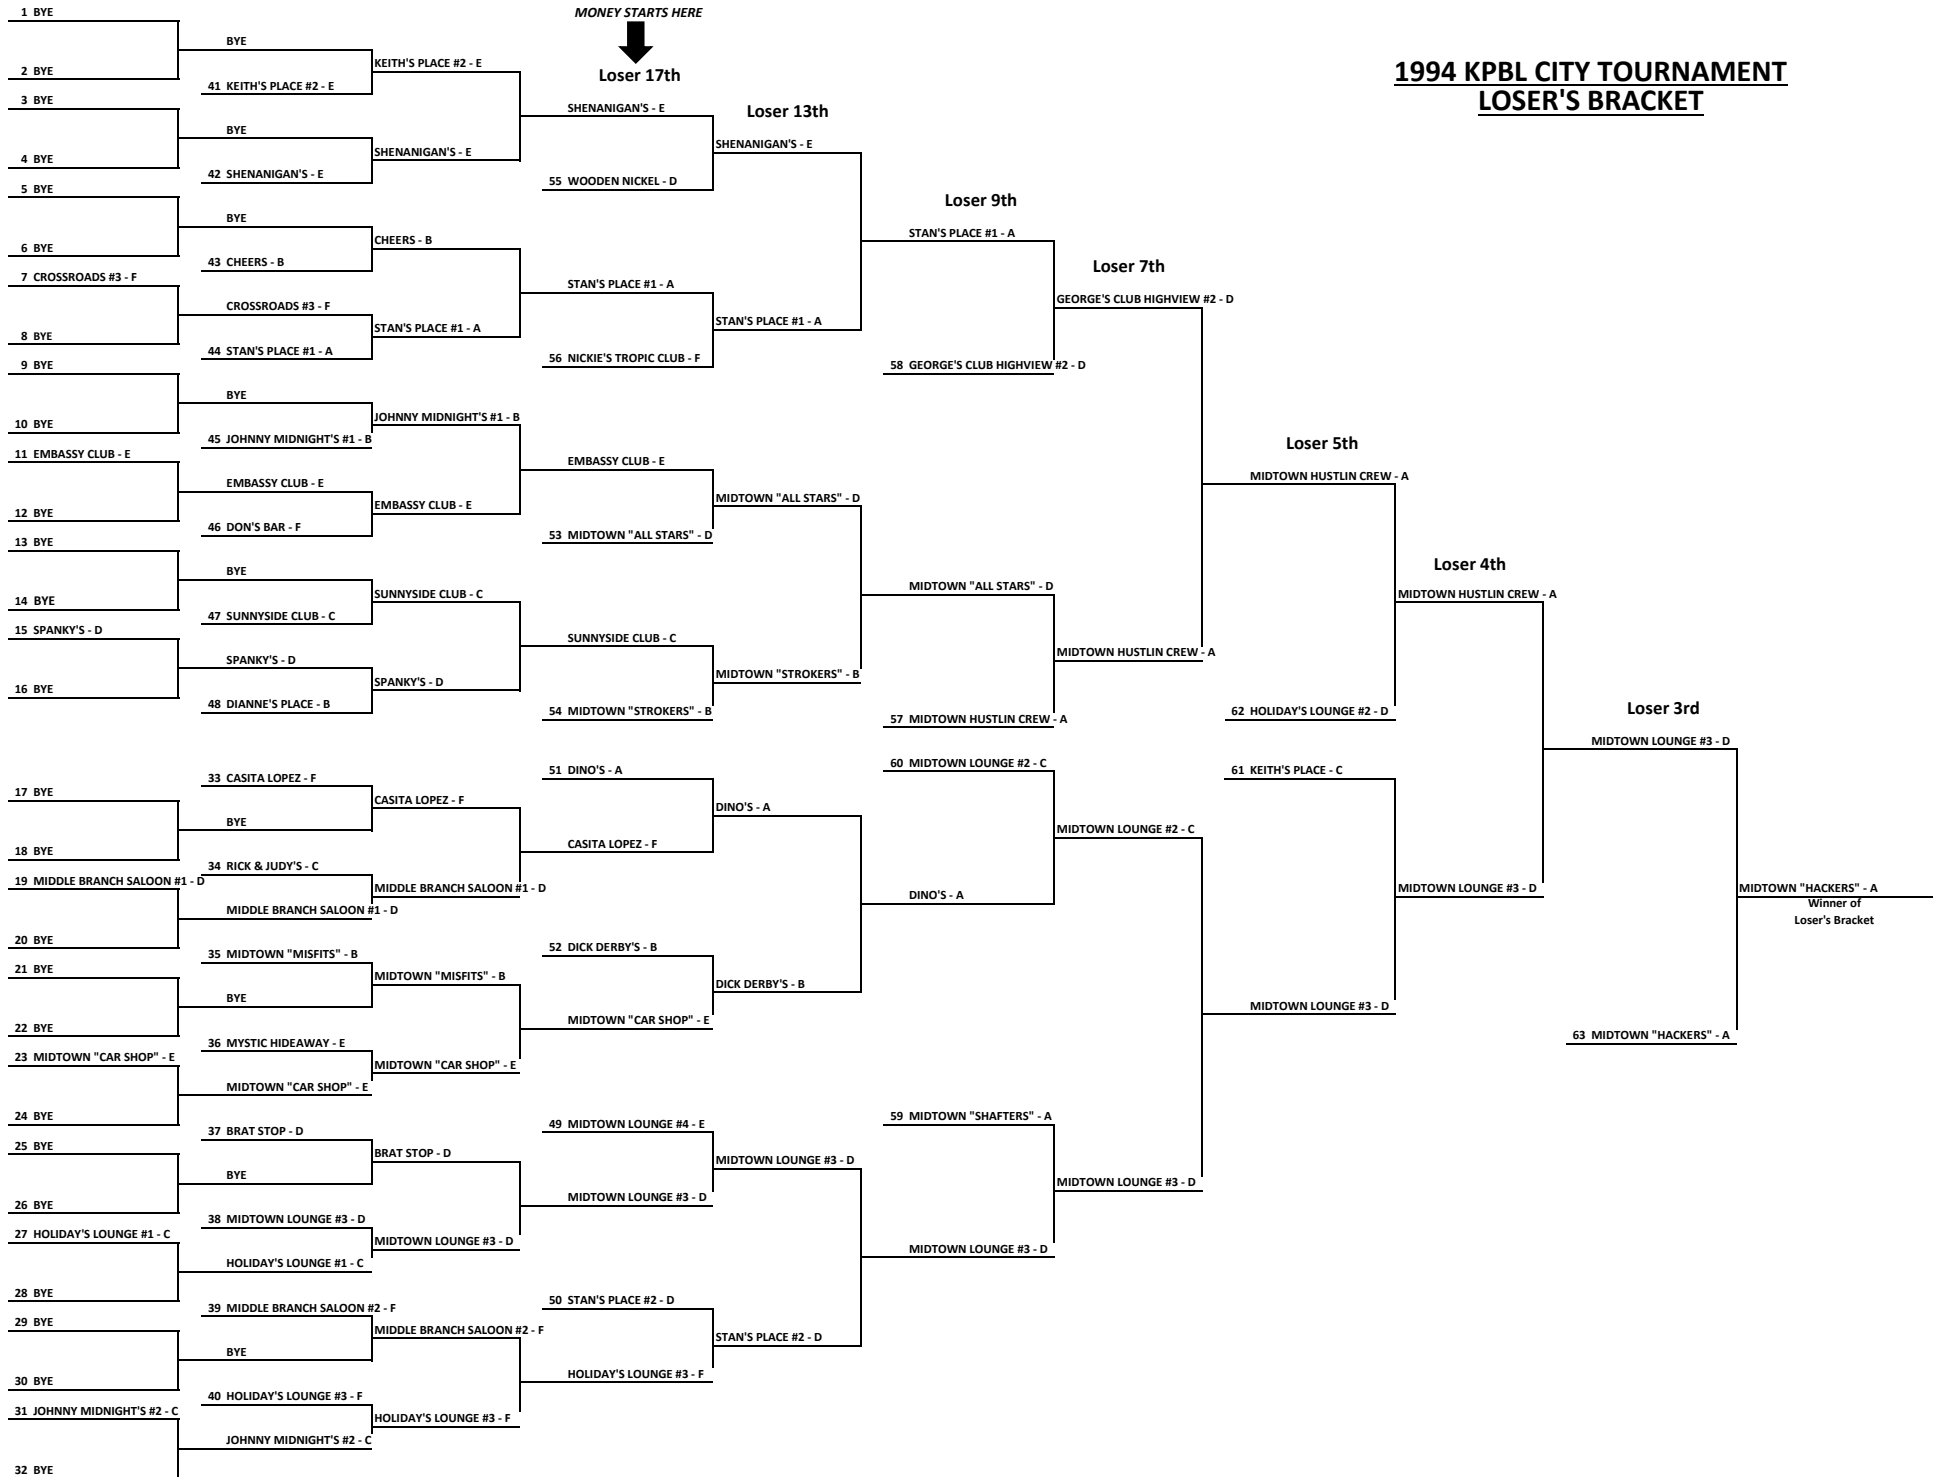 1994 KPBL CITY TOURNAMENT
LOSER'S BRACKET
1 BYE
2 BYE
3 BYE
4 BYE
5 BYE
6 BYE
7 CROSSROADS #3 - F
8 BYE
9 BYE
10 BYE
11 EMBASSY CLUB - E
12 BYE
13 BYE
14 BYE
15 SPANKY'S - D
16 BYE
17 BYE
18 BYE
19 MIDDLE BRANCH SALOON #1 - D
20 BYE
21 BYE
22 BYE
23 MIDTOWN "CAR SHOP" - E
24 BYE
25 BYE
26 BYE
27 HOLIDAY'S LOUNGE #1 - C
28 BYE
29 BYE
30 BYE
31 JOHNNY MIDNIGHT'S #2 - C
32 BYE
BYE
41 KEITH'S PLACE #2 - E
BYE
42 SHENANIGAN'S - E
BYE
43 CHEERS - B
CROSSROADS #3 - F
44 STAN'S PLACE #1 - A
BYE
45 JOHNNY MIDNIGHT'S #1 - B
EMBASSY CLUB - E
46 DON'S BAR - F
BYE
47 SUNNYSIDE CLUB - C
SPANKY'S - D
48 DIANNE'S PLACE - B
33 CASITA LOPEZ - F
BYE
34 RICK & JUDY'S - C
MIDDLE BRANCH SALOON #1 - D
35 MIDTOWN "MISFITS" - B
BYE
36 MYSTIC HIDEAWAY - E
MIDTOWN "CAR SHOP" - E
37 BRAT STOP - D
BYE
38 MIDTOWN LOUNGE #3 - D
HOLIDAY'S LOUNGE #1 - C
39 MIDDLE BRANCH SALOON #2 - F
BYE
40 HOLIDAY'S LOUNGE #3 - F
JOHNNY MIDNIGHT'S #2 - C
KEITH'S PLACE #2 - E
SHENANIGAN'S - E
CHEERS - B
STAN'S PLACE #1 - A
JOHNNY MIDNIGHT'S #1 - B
EMBASSY CLUB - E
SUNNYSIDE CLUB - C
SPANKY'S - D
CASITA LOPEZ - F
MIDDLE BRANCH SALOON #1 - D
MIDTOWN "MISFITS" - B
MIDTOWN "CAR SHOP" - E
BRAT STOP - D
MIDTOWN LOUNGE #3 - D
MIDDLE BRANCH SALOON #2 - F
HOLIDAY'S LOUNGE #3 - F
MONEY STARTS HERE
Loser 17th
SHENANIGAN'S - E
55 WOODEN NICKEL - D
STAN'S PLACE #1 - A
56 NICKIE'S TROPIC CLUB - F
EMBASSY CLUB - E
53 MIDTOWN "ALL STARS" - D
SUNNYSIDE CLUB - C
54 MIDTOWN "STROKERS" - B
51 DINO'S - A
CASITA LOPEZ - F
52 DICK DERBY'S - B
MIDTOWN "CAR SHOP" - E
49 MIDTOWN LOUNGE #4 - E
MIDTOWN LOUNGE #3 - D
50 STAN'S PLACE #2 - D
HOLIDAY'S LOUNGE #3 - F
Loser 13th
SHENANIGAN'S - E
STAN'S PLACE #1 - A
MIDTOWN "ALL STARS" - D
MIDTOWN "STROKERS" - B
DINO'S - A
DICK DERBY'S - B
MIDTOWN LOUNGE #3 - D
STAN'S PLACE #2 - D
Loser 9th
STAN'S PLACE #1 - A
58 GEORGE'S CLUB HIGHVIEW #2 - D
MIDTOWN "ALL STARS" - D
57 MIDTOWN HUSTLIN CREW - A
60 MIDTOWN LOUNGE #2 - C
DINO'S - A
59 MIDTOWN "SHAFTERS" - A
MIDTOWN LOUNGE #3 - D
Loser 7th
GEORGE'S CLUB HIGHVIEW #2 - D
MIDTOWN HUSTLIN CREW - A
MIDTOWN LOUNGE #2 - C
MIDTOWN LOUNGE #3 - D
Loser 5th
MIDTOWN HUSTLIN CREW - A
62 HOLIDAY'S LOUNGE #2 - D
61 KEITH'S PLACE - C
MIDTOWN LOUNGE #3 - D
Loser 4th
MIDTOWN HUSTLIN CREW - A
MIDTOWN LOUNGE #3 - D
Loser 3rd
MIDTOWN LOUNGE #3 - D
63 MIDTOWN "HACKERS" - A
MIDTOWN "HACKERS" - A
Winner of
Loser's Bracket